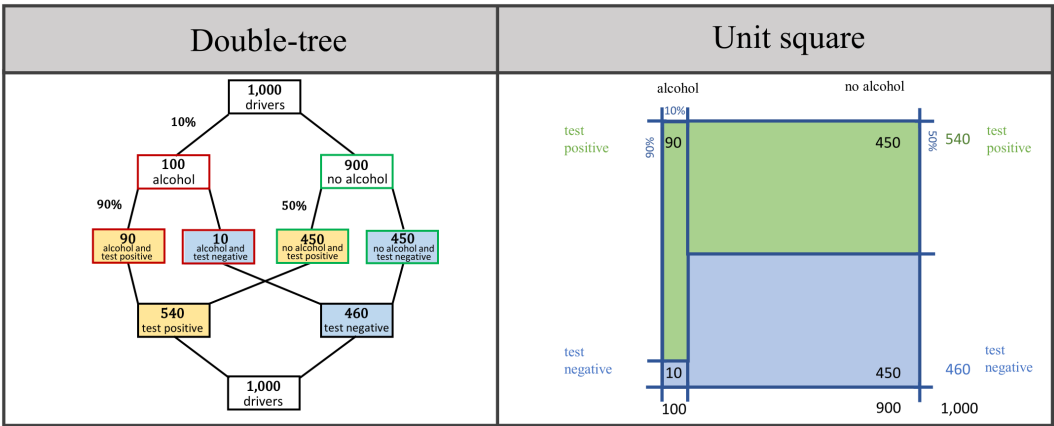 Double-tree
1,000
drivers
10%
100
alcohol
900
no alcohol
90%
50%
90
alcohol and
test positive
10
alcohol and
test negative
450
no alcohol and
test positive
450
no alcohol and
test negative
540
test positive
460
test negative
1,000
drivers
Unit square
alcohol
no alcohol
10%
test
positive
90%
90
450
50%
540
test
positive
test
negative
10
450
460
test
negative
100
900
1,000